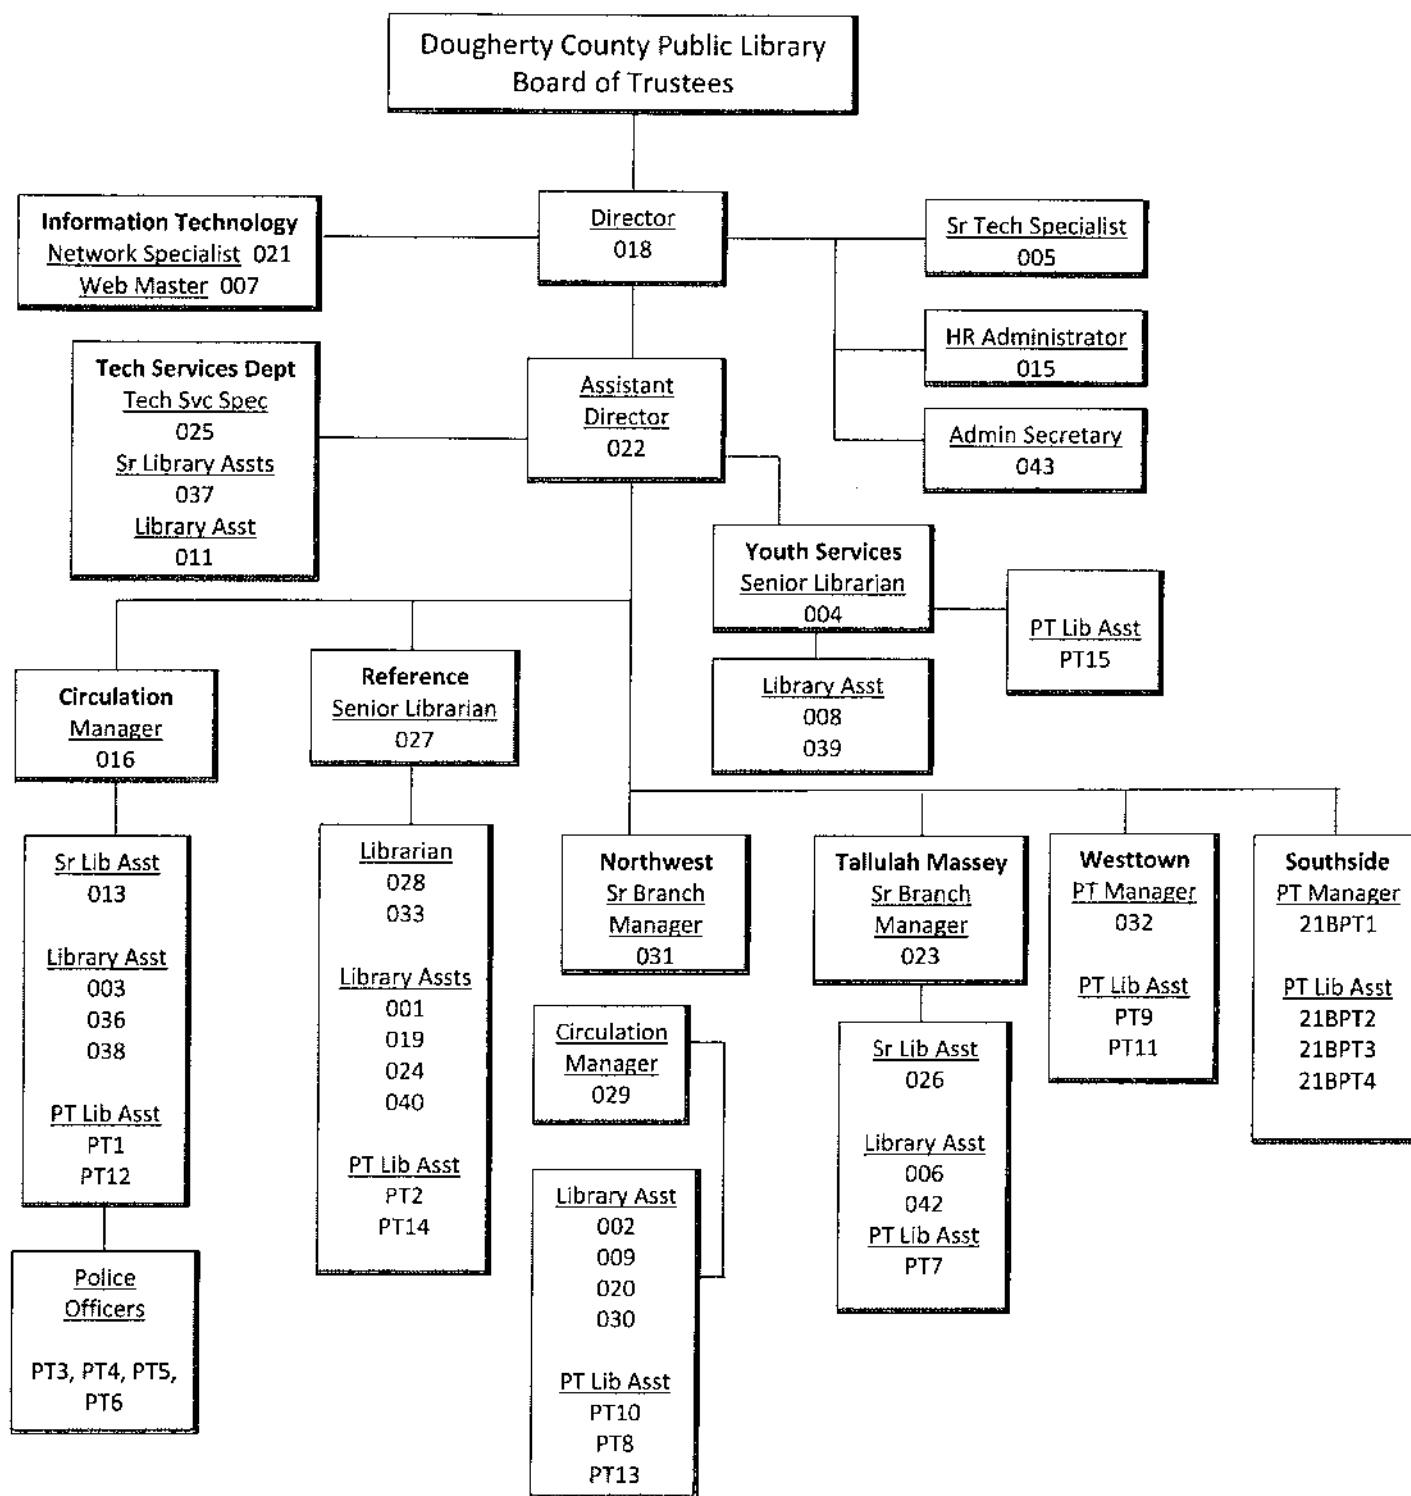 Dougherty County Public Library
Board of Trustees
Information Technology
Network Specialist 021
Web Master 007
Director
018
Sr Tech Specialist
005
HR Administrator
015
Admin Secretary
043
Tech Services Dept
Tech Svc Spec
025
Sr Library Assts
037
Library Asst
011
Assistant
Director
022
Youth Services
Senior Librarian
004
PT Lib Asst
PT15
Library Asst
008
039
Circulation
Manager
016
Reference
Senior Librarian
027
Sr Lib Asst
013
Library Asst
003
036
038
PT Lib Asst
PT1
PT12
Police
Officers
PT3, PT4, PT5,
PT6
Librarian
028
033
Library Assts
001
019
024
040
PT Lib Asst
PT2
PT14
Northwest
Sr Branch
Manager
031
Circulation
Manager
029
Library Asst
002
009
020
030
PT Lib Asst
PT10
PT8
PT13
Tallulah Massey
Sr Branch
Manager
023
Sr Lib Asst
026
Library Asst
006
042
PT Lib Asst
PT7
Westtown
PT Manager
032
PT Lib Asst
PT9
PT11
Southside
PT Manager
21BPT1
PT Lib Asst
21BPT2
21BPT3
21BPT4